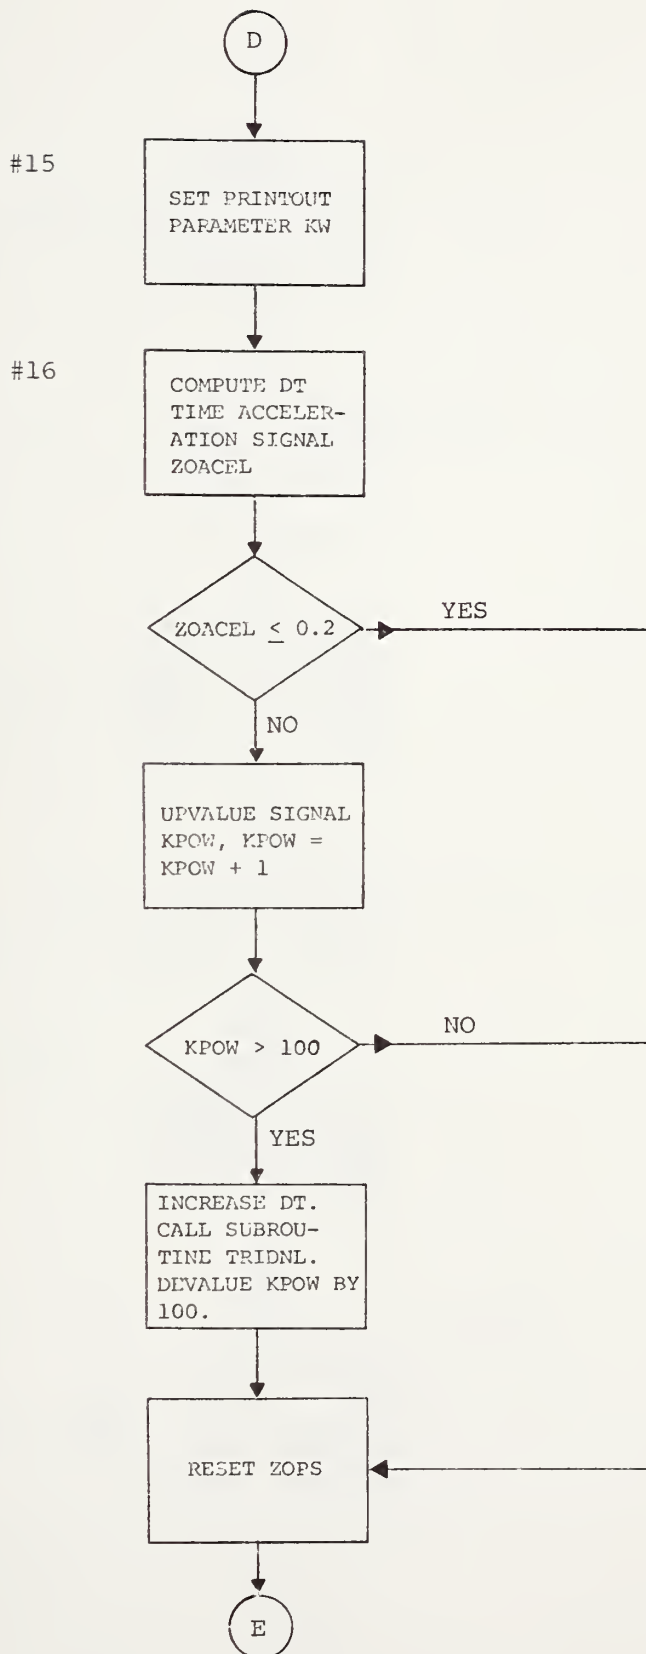 D
#15
SET PRINTOUT
PARAMETER KW
#16
COMPUTE DT
TIME ACCELER-
ATION SIGNAL
ZOACEL
ZOACEL ≤ 0.2
YES
NO
UPVALUE SIGNAL
KPOW, KPOW =
KPOW + 1
KPOW > 100
NO
YES
INCREASE DT.
CALL SUBROU-
TINE TRIDNL.
DEVALUE KPOW BY
100.
RESET ZOPS
E